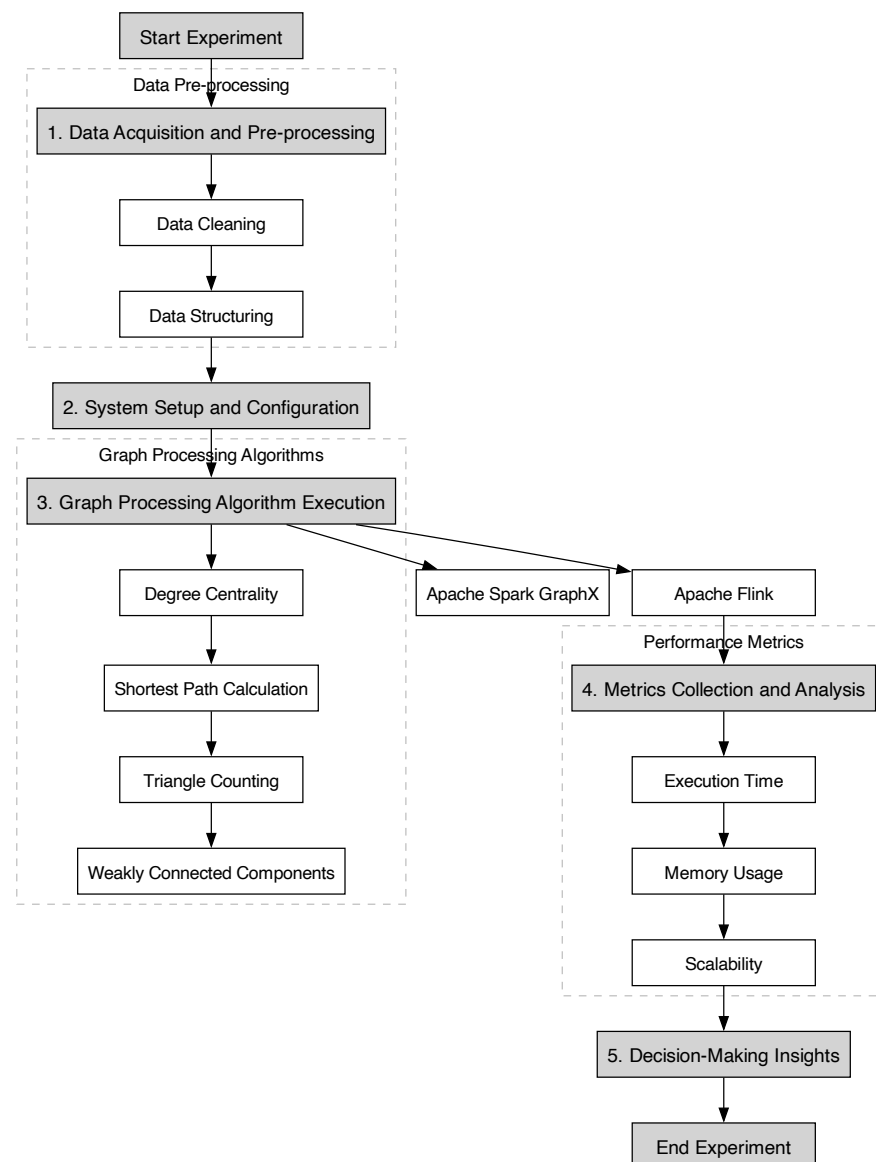 Start Experiment
Data Pre-processing
1. Data Acquisition and Pre-processing
Data Cleaning
Data Structuring
2. System Setup and Configuration
Graph Processing Algorithms
3. Graph Processing Algorithm Execution
Degree Centrality
Apache Spark GraphX
Apache Flink
Performance Metrics
Shortest Path Calculation
4. Metrics Collection and Analysis
Triangle Counting
Execution Time
Weakly Connected Components
Memory Usage
Scalability
5. Decision-Making Insights
End Experiment